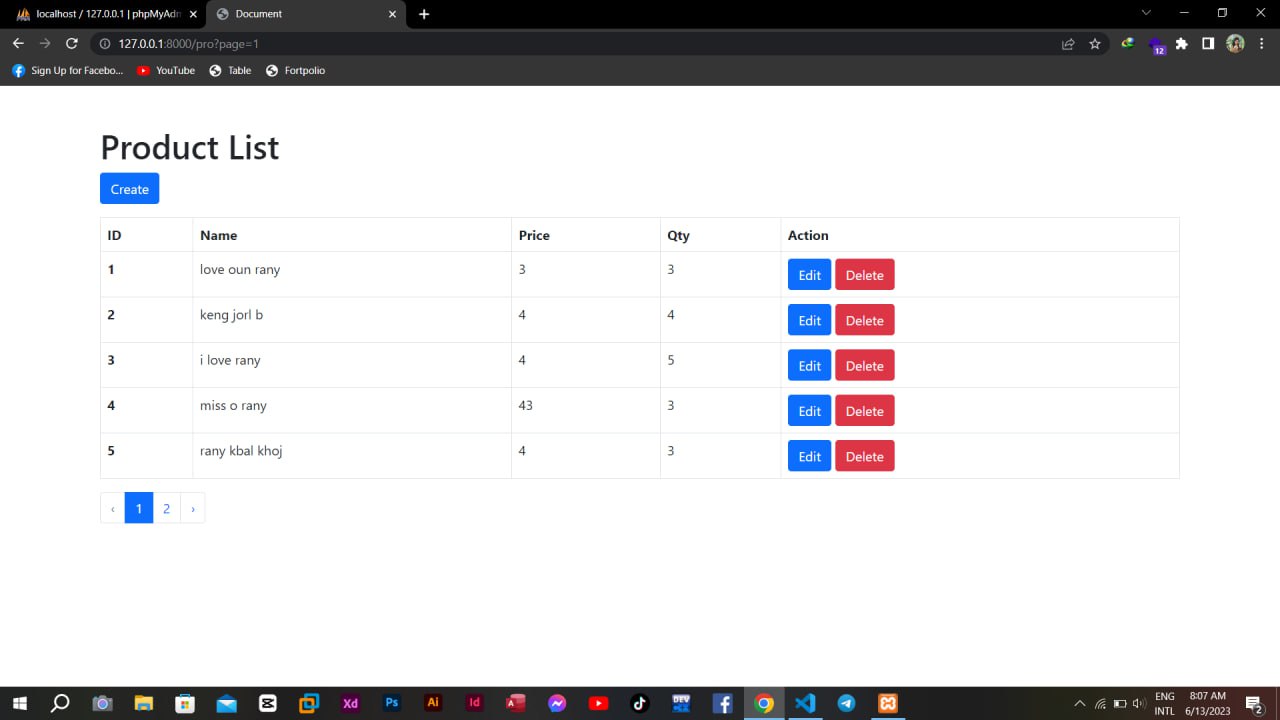 localhost / 127.0.0.1 | phpMyAdm
Document
127.0.0.1:8000/pro?page=1
12
Sign Up for Facebo...
YouTube
Table
Fortpolio
Product List
Create
ID Name Price Qty Action
1 love oun rany 3 3 Edit Delete
2 keng jorl b 4 4 Edit Delete
3 i love rany 4 5 Edit Delete
4 miss o rany 43 3 Edit Delete
5 rany kbal khoj 4 3 Edit Delete
‹ 1 2 ›
Xd
Ps
Ai
Id
A
DEV
ENG
INTL
8:07 AM
6/13/2023
2